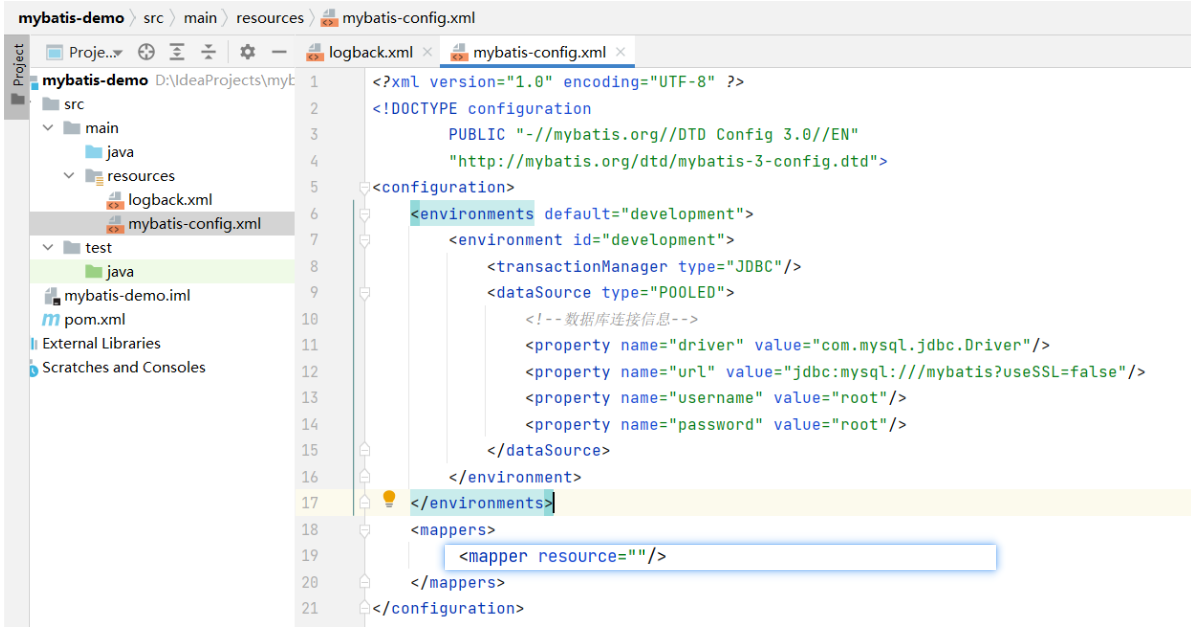 mybatis-demo src main resources mybatis-config.xml
Project
Proje...
logback.xml
mybatis-config.xml
mybatis-demo D:\IdeaProjects\myb
src
main
java
resources
logback.xml
mybatis-config.xml
test
java
mybatis-demo.iml
pom.xml
External Libraries
Scratches and Consoles
1 <?xml version="1.0" encoding="UTF-8" ?>
2 <!DOCTYPE configuration
3 PUBLIC "-//mybatis.org//DTD Config 3.0//EN"
4 "http://mybatis.org/dtd/mybatis-3-config.dtd">
5 <configuration>
6 <environments default="development">
7 <environment id="development">
8 <transactionManager type="JDBC"/>
9 <dataSource type="POOLED">
10 <!--数据库连接信息-->
11 <property name="driver" value="com.mysql.jdbc.Driver"/>
12 <property name="url" value="jdbc:mysql:///mybatis?useSSL=false"/>
13 <property name="username" value="root"/>
14 <property name="password" value="root"/>
15 </dataSource>
16 </environment>
17 </environments>
18 <mappers>
19 <mapper resource=""/>
20 </mappers>
21 </configuration>